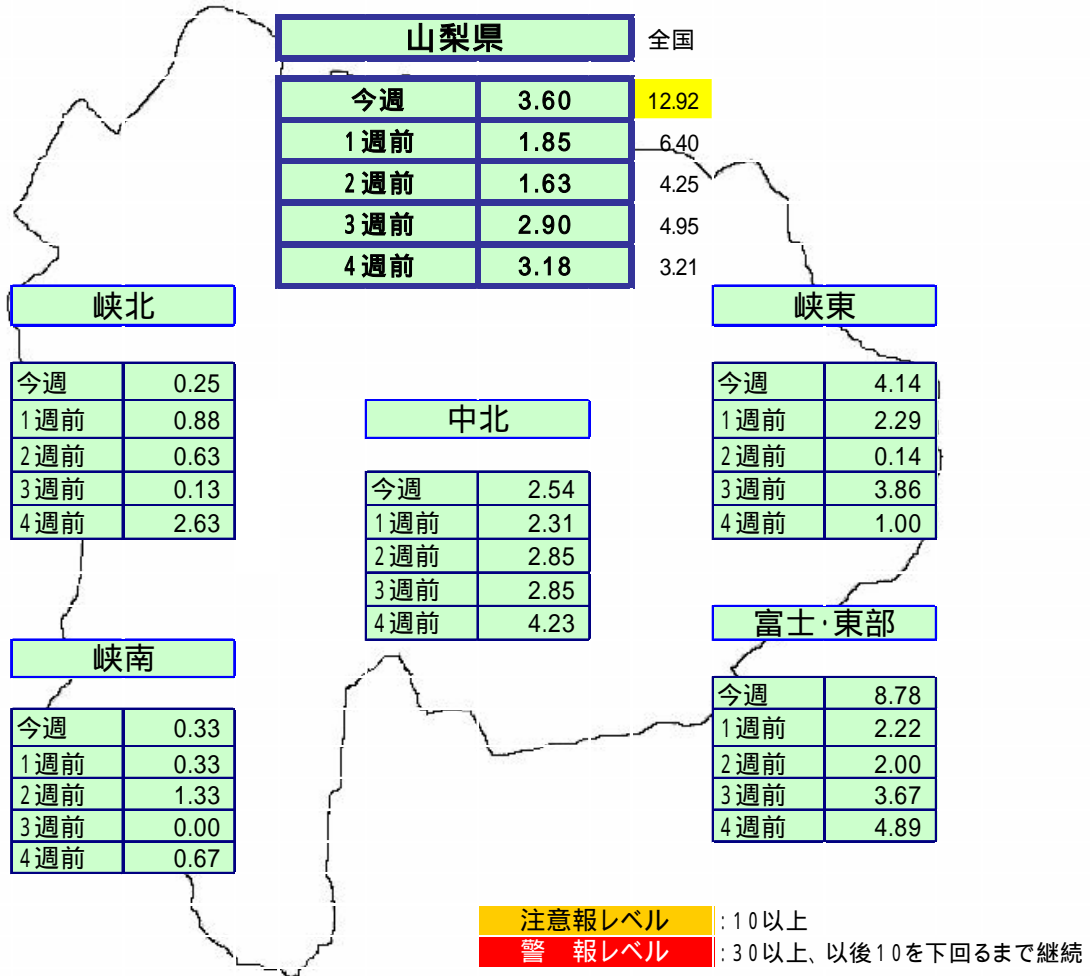 山梨県 全国
今週 3.60 12.92
1週前 1.85 6.40
2週前 1.63 4.25
3週前 2.90 4.95
4週前 3.18 3.21
峡北
今週 0.25
1週前 0.88
2週前 0.63
3週前 0.13
4週前 2.63
峡東
今週 4.14
1週前 2.29
2週前 0.14
3週前 3.86
4週前 1.00
中北
今週 2.54
1週前 2.31
2週前 2.85
3週前 2.85
4週前 4.23
峡南
今週 0.33
1週前 0.33
2週前 1.33
3週前 0.00
4週前 0.67
富士･東部
今週 8.78
1週前 2.22
2週前 2.00
3週前 3.67
4週前 4.89
注意報レベル :10以上
警 報レベル :30以上、以後10を下回るまで継続